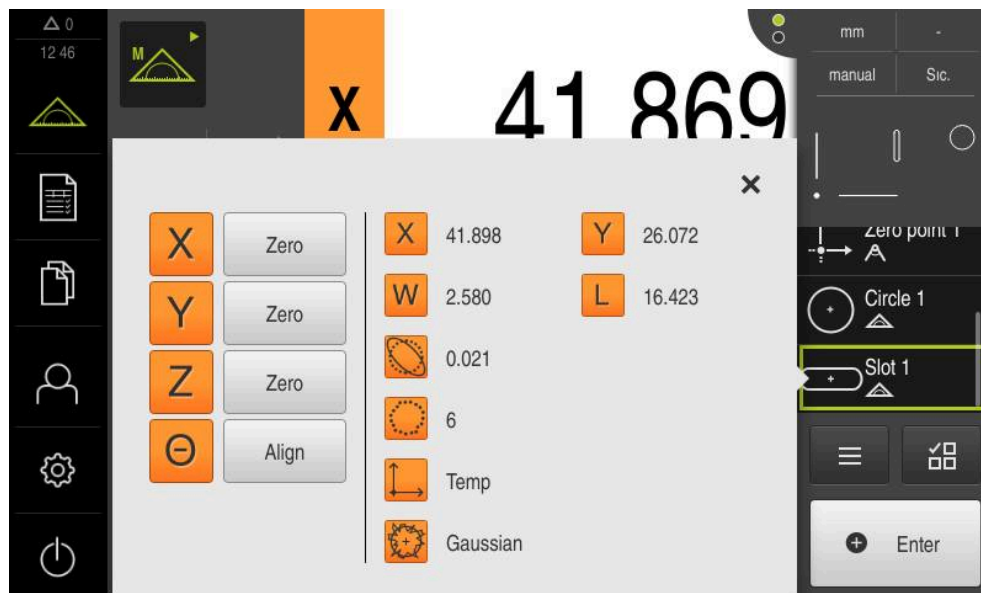 0
12 46
M
X
41 869
mm -
manual Sıc.
X Zero
Y Zero
Z Zero
Θ Align
X 41.898 Y 26.072
W 2.580 L 16.423
0.021
6
Temp
Gaussian
Zero point 1
Circle 1
Slot 1
Enter